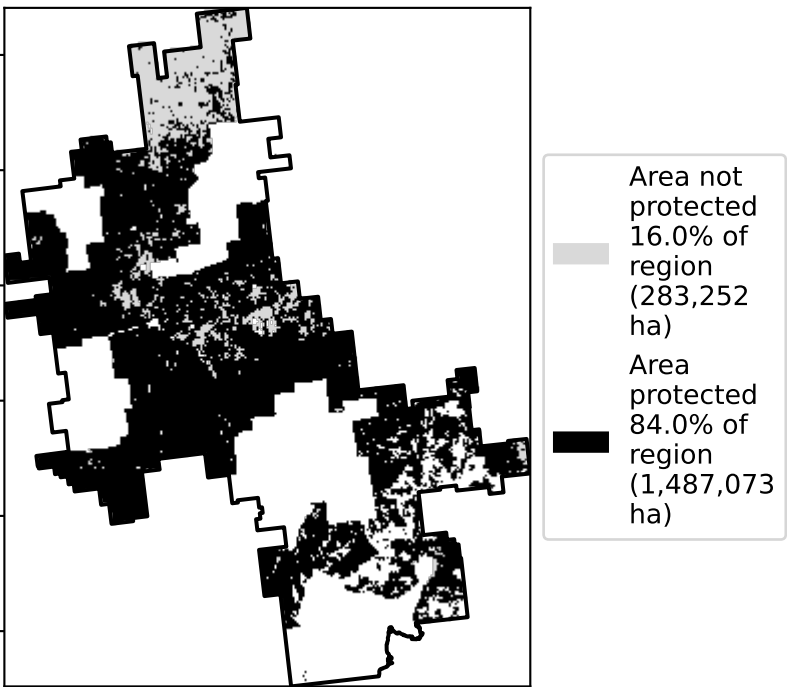 Area not
protected
16.0% of
region
(283,252
ha)
Area
protected
84.0% of
region
(1,487,073
ha)